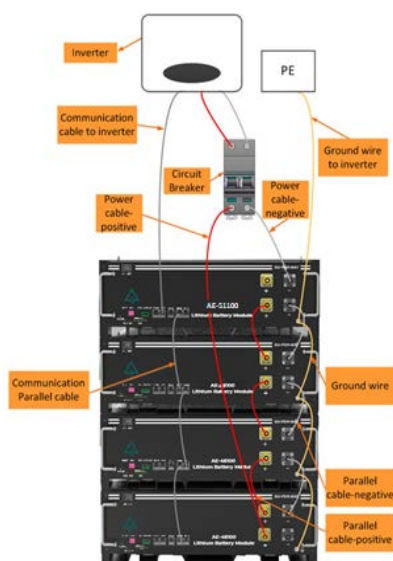 Inverter
PE
Communication
cable to inverter
Ground wire
to inverter
Circuit
Breaker
Power
cable-
positive
Power
cable-
negative
AE-S1100
Lithium Battery Module
Communication
Parallel cable
Lithium Battery Module
Ground wire
Parallel
cable-negative
Lithium Battery Module
Parallel
cable-positive
Lithium Battery Module